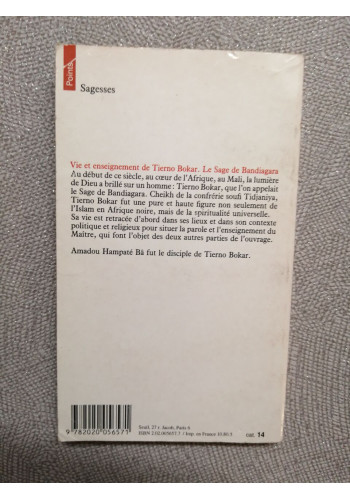 Points
Sagesses
Vie et enseignement de Tierno Bokar. Le Sage de Bandiagara
Au début de ce siècle, au cœur de l'Afrique, au Mali, la lumière
de Dieu a brillé sur un homme : Tierno Bokar, que l'on appelait
le Sage de Bandiagara. Cheikh de la confrérie soufi Tidjaniya,
Tierno Bokar fut une pure et haute figure non seulement de
l'Islam en Afrique noire, mais de la spiritualité universelle.
Sa vie est retracée d'abord dans ses lieux et dans son contexte
politique et religieux pour situer la parole et l'enseignement du
Maître, qui font l'objet des deux autres parties de l'ouvrage.
Amadou Hampaté Bâ fut le disciple de Tierno Bokar.
Seuil, 27 r. Jacob, Paris 6
ISBN 2.02.005657.7 / Imp. en France
9 782020 056571
cat. 14